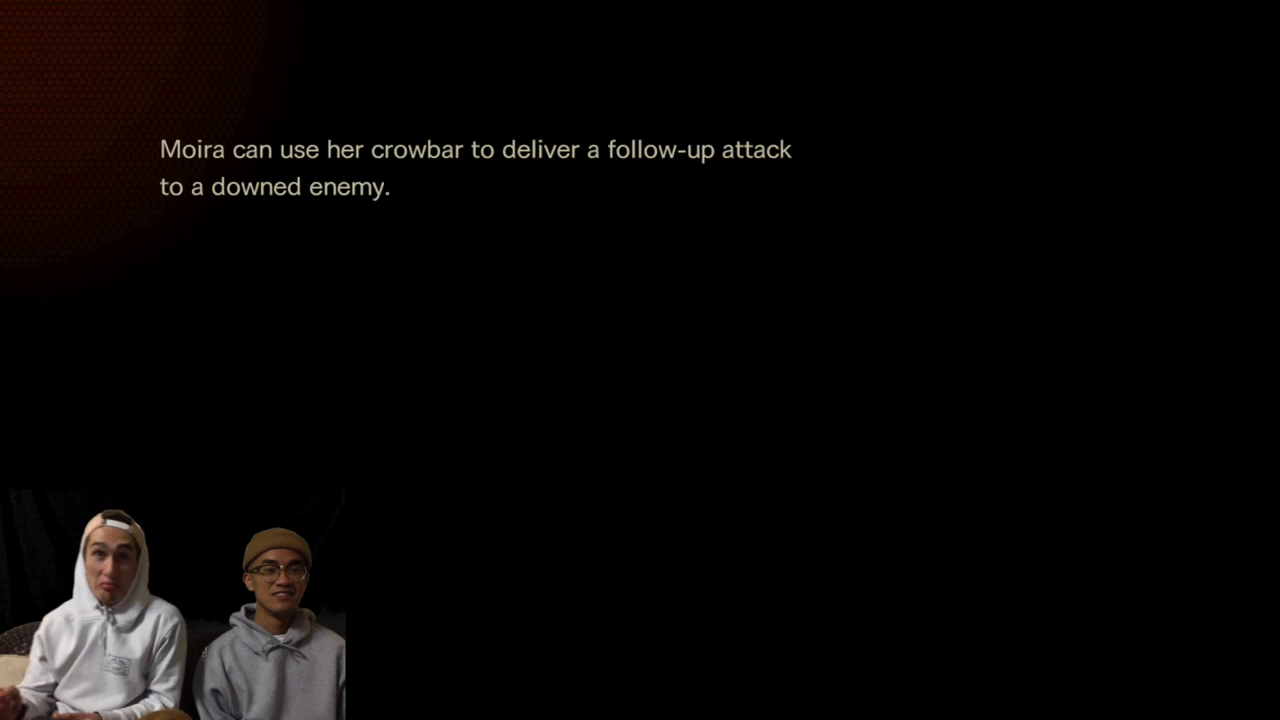 Moira can use her crowbar to deliver a follow-up attack
to a downed enemy.